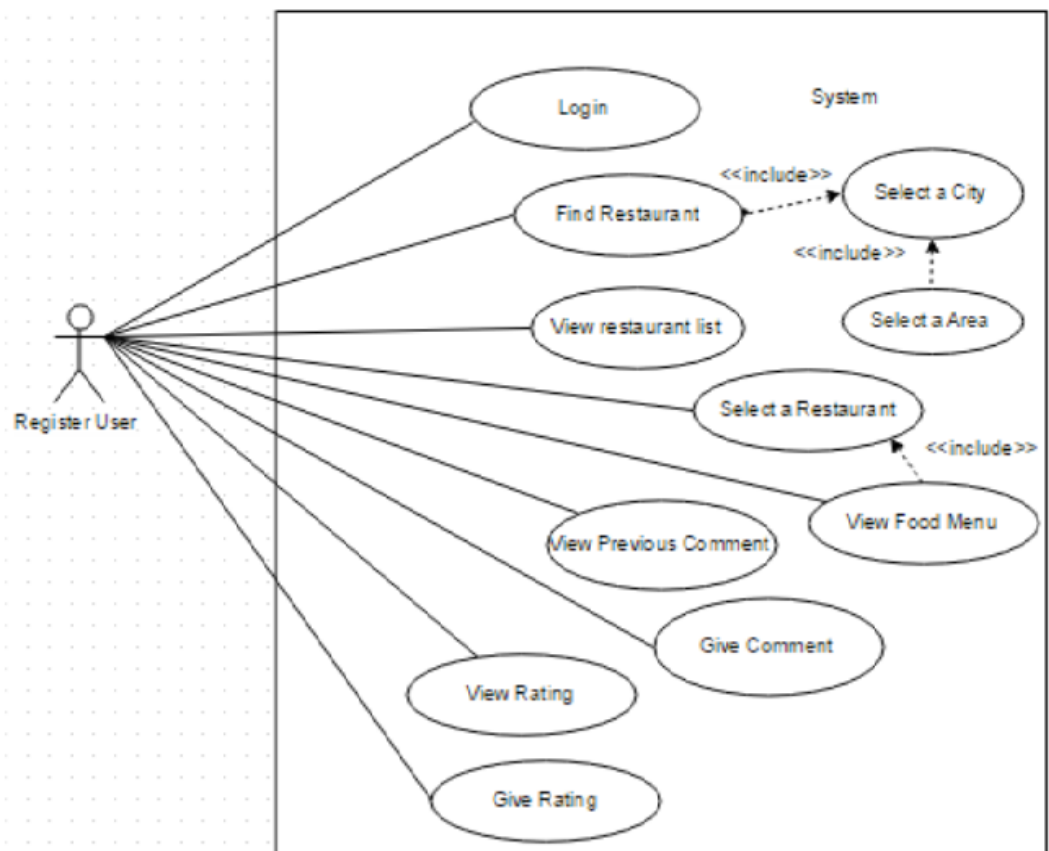 System
Login
<<include>>
Select a City
Find Restaurant
<<include>>
View restaurant list
Select a Area
Register User
Select a Restaurant
<<include>>
View Food Menu
View Previous Comment
Give Comment
View Rating
Give Rating